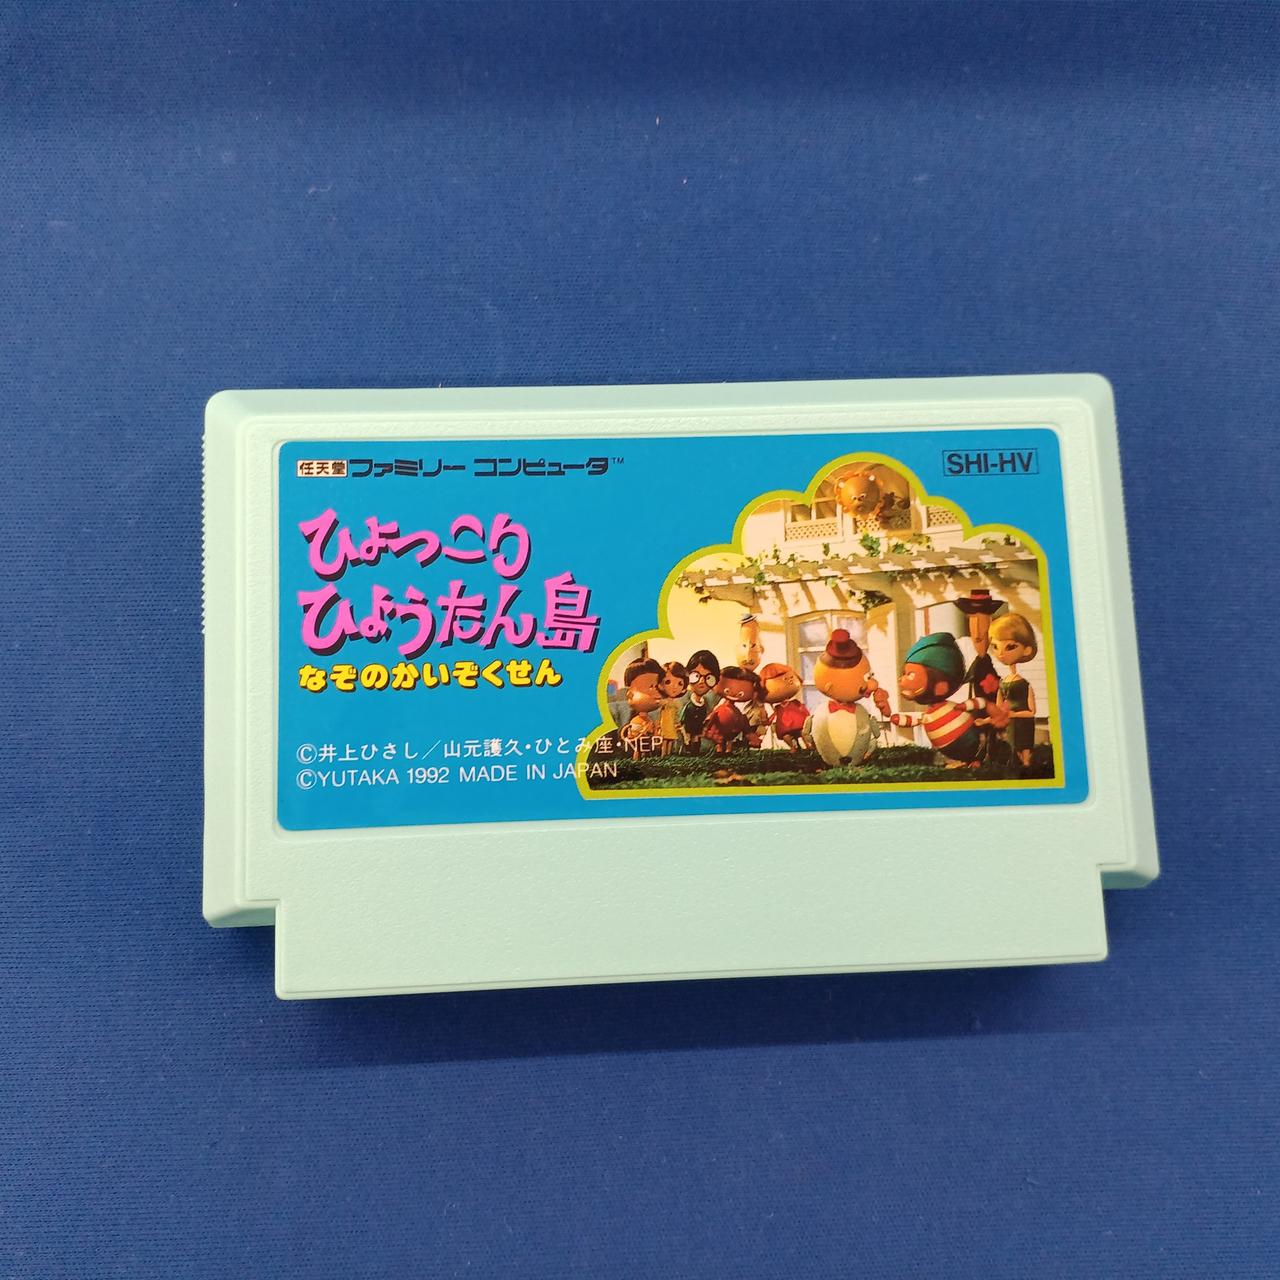 任天堂 ファミリー コンピュータ™
SHI-HV
ひょっこり
ひょうたん島
なぞのかいぞくせん
©井上ひさし／山元護久・ひとみ座・NEP
©YUTAKA 1992 MADE IN JAPAN